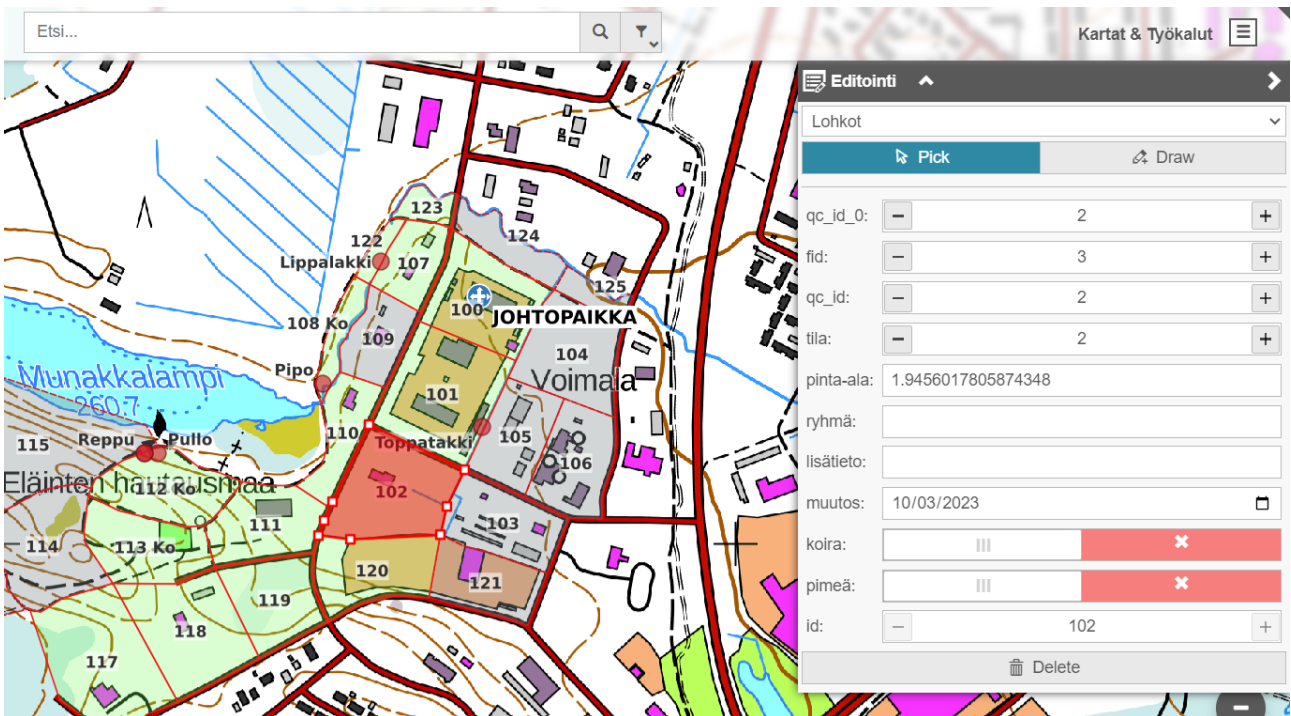 Etsi...
Kartat & Työkalut
Editointi
Lohkot
Pick
Draw
qc_id_0:
2
fid:
3
qc_id:
2
tila:
2
pinta-ala:
1.9456017805874348
ryhmä:
lisätieto:
muutos:
10/03/2023
koira:
pimeä:
id:
102
Delete
123
124
122
Lippalakki
107
125
100
JOHTOPAIKKA
108 Ko
109
104
Voimala
Munakkalampi
260.7
Pipo
101
115
Reppu
Pullo
110
Toppatakki
105
106
Eläinten hautausmaa
112 Ko
102
111
103
114
113 Ko
120
121
119
118
117